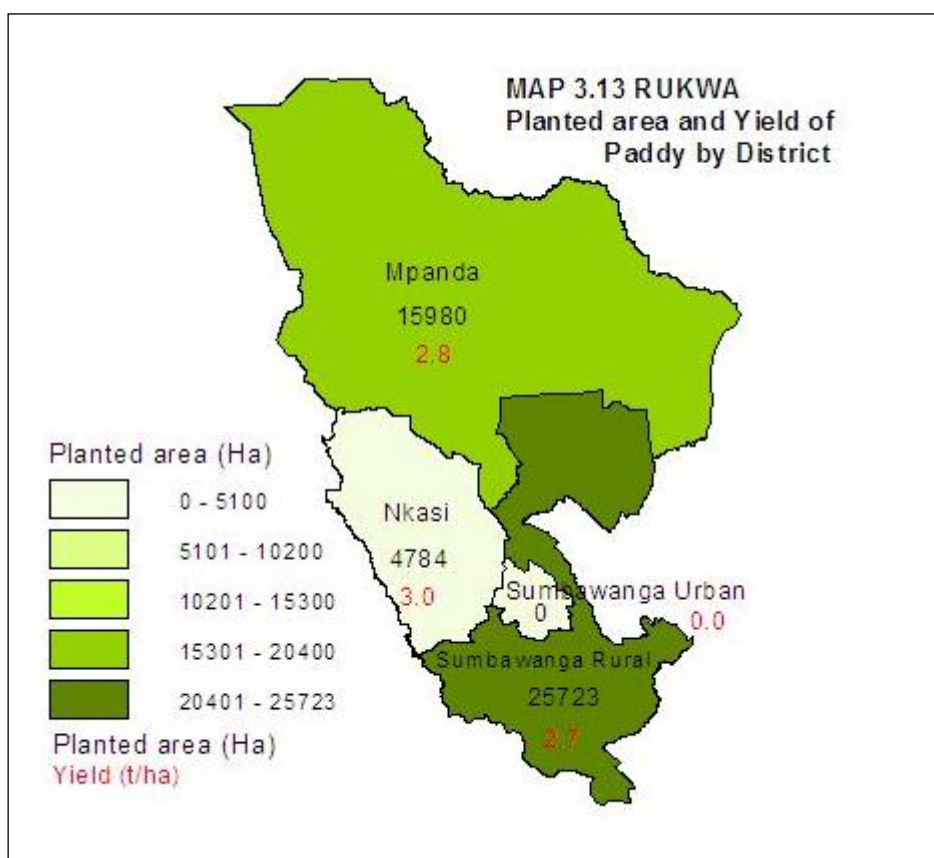 MAP 3.13 RUKWA
Planted area and Yield of
Paddy by District
Mpanda
15980
2.8
Nkasi
4784
3.0
Sumbawanga Urban
0
0.0
Sumbawanga Rural
25723
2.7
Planted area (Ha)
0 - 5100
5101 - 10200
10201 - 15300
15301 - 20400
20401 - 25723
Planted area (Ha)
Yield (t/ha)